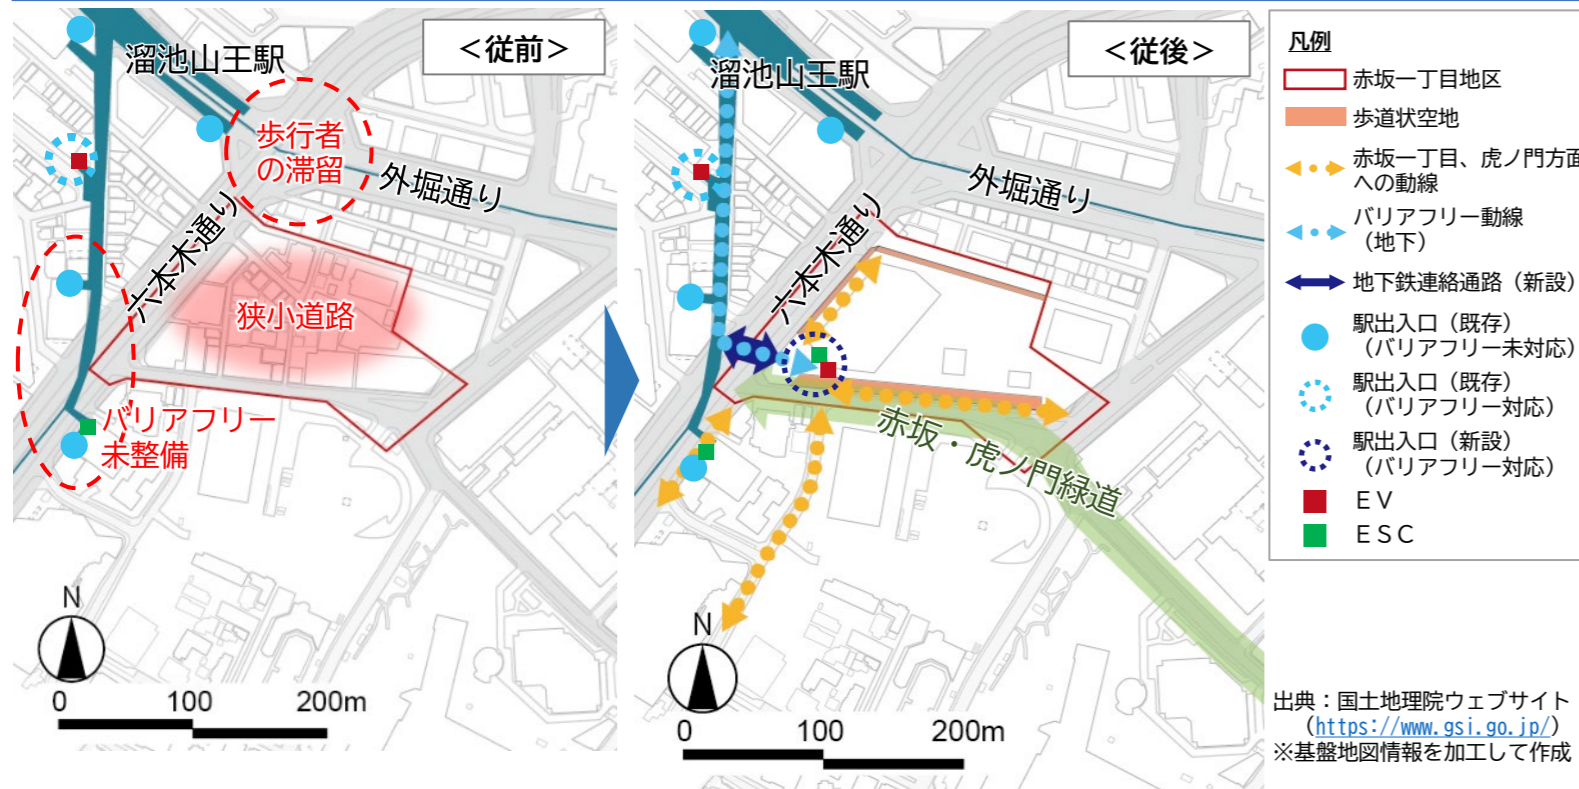 ＜従前＞
溜池山王駅
歩行者
の滞留
外堀通り
六本木通り
狭小道路
バリアフリー
未整備
N
0 100 200m
＜従後＞
溜池山王駅
外堀通り
六本木通り
赤坂・虎ノ門緑道
N
0 100 200m
凡例
赤坂一丁目地区
歩道状空地
赤坂一丁目、虎ノ門方面
への動線
バリアフリー動線
（地下）
地下鉄連絡通路（新設）
駅出入口（既存）
（バリアフリー未対応）
駅出入口（既存）
（バリアフリー対応）
駅出入口（新設）
（バリアフリー対応）
ＥＶ
ＥＳＣ
出典：国土地理院ウェブサイト
（https://www.gsi.go.jp/）
※基盤地図情報を加工して作成